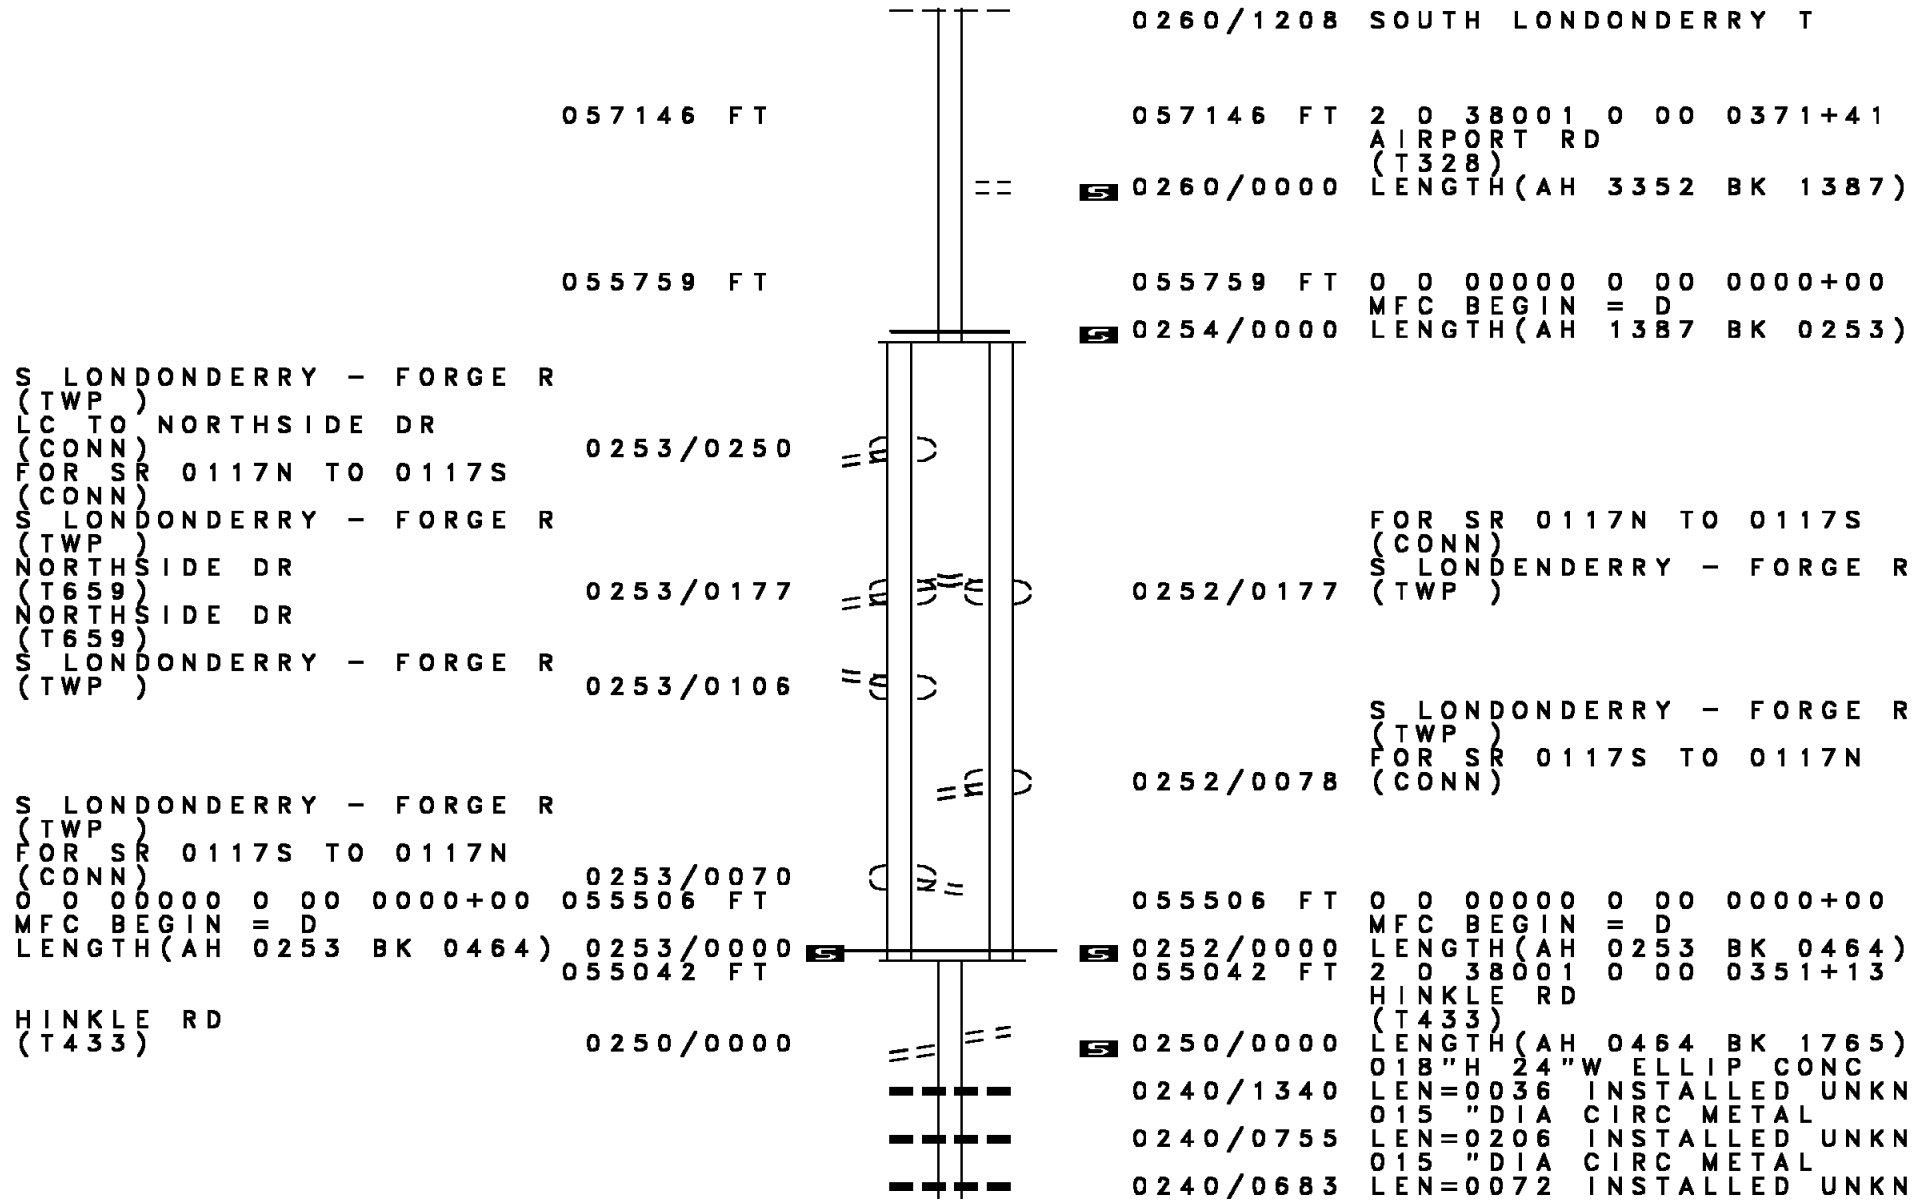 0260/1208 SOUTH LONDONDERRY T
057146 FT 057146 FT 2 0 38001 0 00 0371+41
AIRPORT RD
(T328)
S 0260/0000 LENGTH(AH 3352 BK 1387)
055759 FT 055759 FT 0 0 00000 0 00 0000+00
MFC BEGIN = D
S 0254/0000 LENGTH(AH 1387 BK 0253)
S LONDONDERRY - FORGE R
(TWP )
LC TO NORTHSIDE DR
(CONN) 0253/0250
FOR SR 0117N TO 0117S
(CONN)
S LONDONDERRY - FORGE R FOR SR 0117N TO 0117S
(TWP ) (CONN)
NORTHSIDE DR S LONDENDERRY - FORGE R
(T659) 0253/0177 0252/0177 (TWP )
NORTHSIDE DR
(T659)
S LONDONDERRY - FORGE R
(TWP ) 0253/0106
S LONDONDERRY - FORGE R
(TWP )
FOR SR 0117S TO 0117N
0252/0078 (CONN)
S LONDONDERRY - FORGE R
(TWP )
FOR SR 0117S TO 0117N
(CONN) 0253/0070
0 0 00000 0 00 0000+00 055506 FT 055506 FT 0 0 00000 0 00 0000+00
MFC BEGIN = D MFC BEGIN = D
LENGTH(AH 0253 BK 0464) 0253/0000 S S 0252/0000 LENGTH(AH 0253 BK 0464)
055042 FT 055042 FT 2 0 38001 0 00 0351+13
HINKLE RD HINKLE RD
(T433) (T433)
0250/0000 S 0250/0000 LENGTH(AH 0464 BK 1765)
018"H 24"W ELLIP CONC
0240/1340 LEN=0036 INSTALLED UNKN
015 "DIA CIRC METAL
0240/0755 LEN=0206 INSTALLED UNKN
015 "DIA CIRC METAL
0240/0683 LEN=0072 INSTALLED UNKN